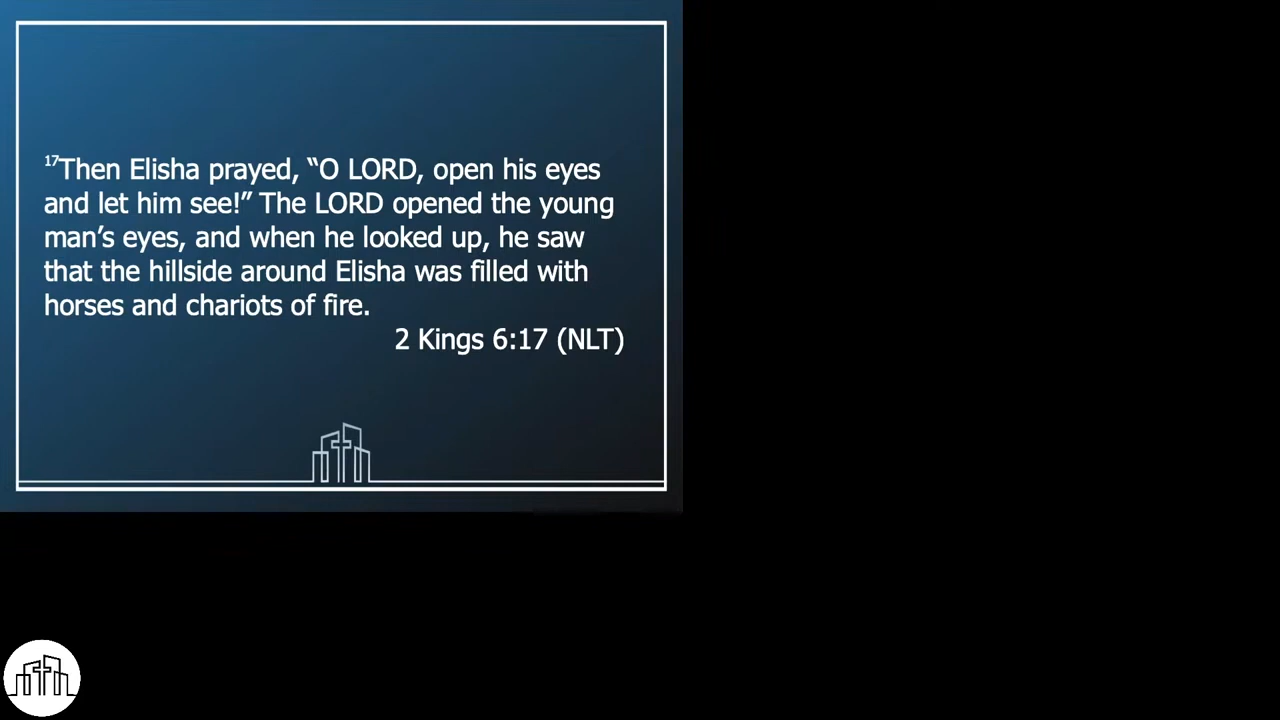 17Then Elisha prayed, “O LORD, open his eyes
and let him see!” The LORD opened the young
man’s eyes, and when he looked up, he saw
that the hillside around Elisha was filled with
horses and chariots of fire.
2 Kings 6:17 (NLT)